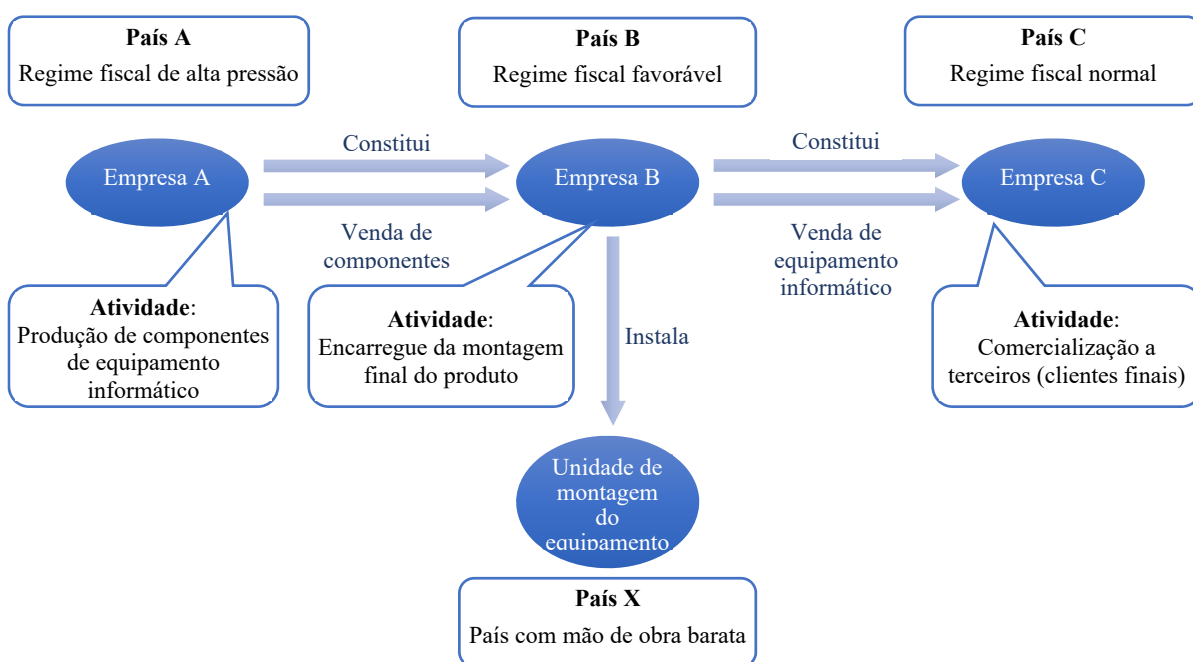 País A
Regime fiscal de alta pressão
País B
Regime fiscal favorável
País C
Regime fiscal normal
Empresa A
Constitui
Empresa B
Constitui
Empresa C
Venda de
componentes
Venda de
equipamento
informático
Atividade:
Produção de componentes
de equipamento
informático
Atividade:
Encarregue da montagem
final do produto
Instala
Atividade:
Comercialização a
terceiros (clientes finais)
Unidade de
montagem
do
equipamento
País X
País com mão de obra barata